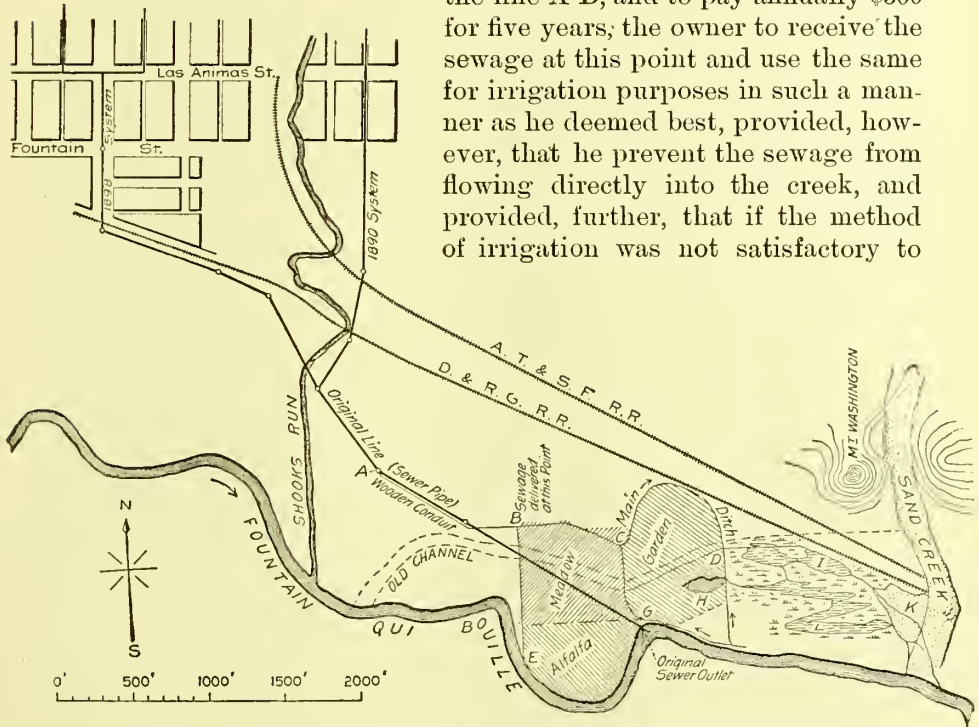 the line A B, and to pay annually $300
for five years, the owner to receive the
sewage at this point and use the same
for irrigation purposes in such a man-
ner as he deemed best, provided, how-
ever, that he prevent the sewage from
flowing directly into the creek, and
provided, further, that if the method
of irrigation was not satisfactory to
Las Animas St.
System
1898
Fountain St.
1890 System
A. T. & S. F. R.R.
D. & R. G. R.R.
MT WASHINGTON
SAND CREEK
SHOOKS RUN
Original Line (Sewer Pipe)
A
Wooden Conduit
Sewage
delivered
at this Point
B
Main
Ditch
C
Garden
D
Meadow
H
I
K
L
OLD CHANNEL
FOUNTAIN QUI BOUILLE
N
S
E
Alfalfa
G
Original
Sewer Outlet
0' 500' 1000' 1500' 2000'